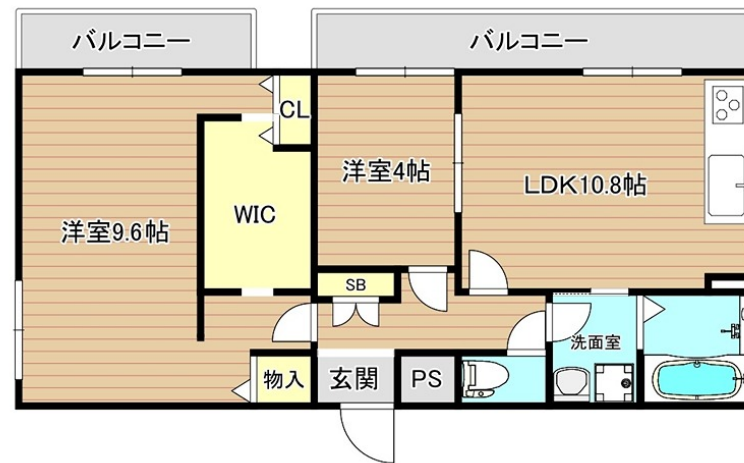 バルコニー
バルコニー
CL
洋室4帖
LDK10.8帖
WIC
洋室9.6帖
SB
洗面室
物入
玄関
PS